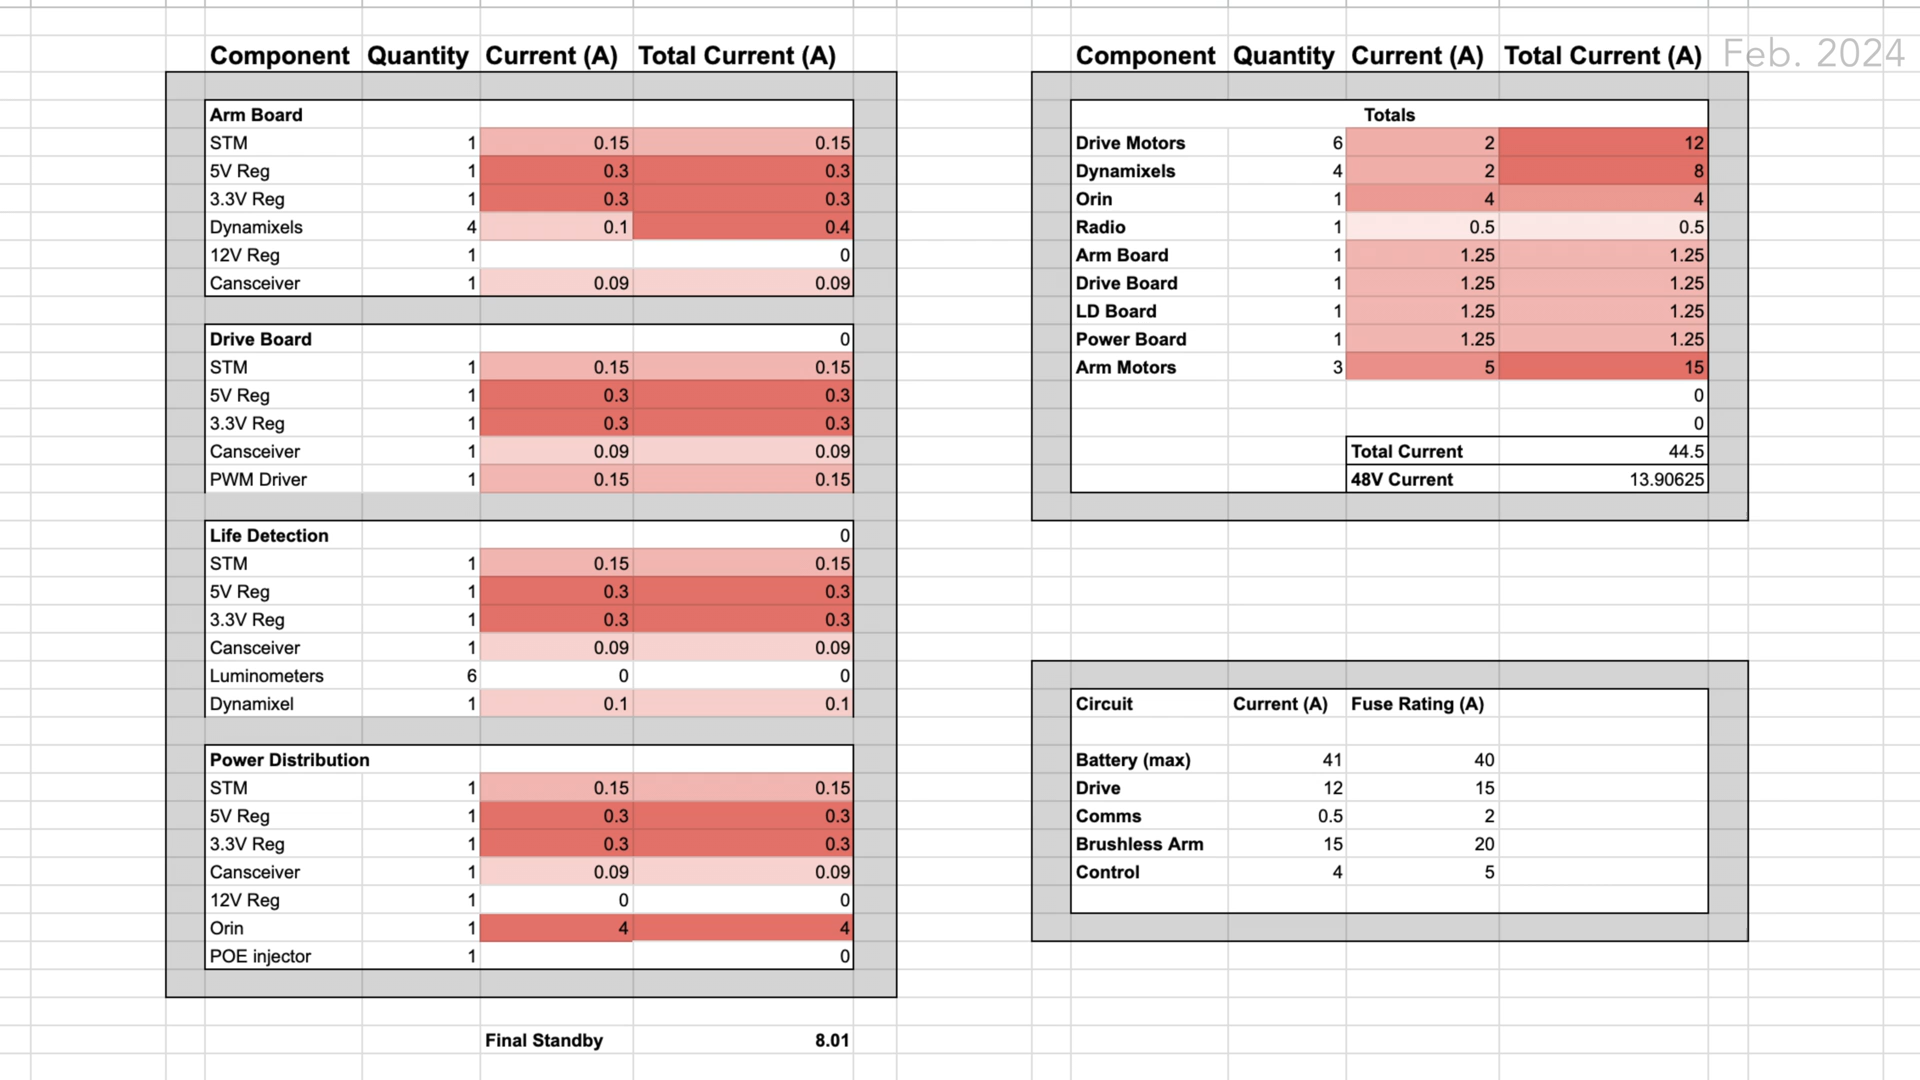 Component Quantity Current (A) Total Current (A)
Arm Board
STM 1 0.15 0.15
5V Reg 1 0.3 0.3
3.3V Reg 1 0.3 0.3
Dynamixels 4 0.1 0.4
12V Reg 1 0
Cansceiver 1 0.09 0.09
Drive Board 0
STM 1 0.15 0.15
5V Reg 1 0.3 0.3
3.3V Reg 1 0.3 0.3
Cansceiver 1 0.09 0.09
PWM Driver 1 0.15 0.15
Life Detection 0
STM 1 0.15 0.15
5V Reg 1 0.3 0.3
3.3V Reg 1 0.3 0.3
Cansceiver 1 0.09 0.09
Luminometers 6 0 0
Dynamixel 1 0.1 0.1
Power Distribution
STM 1 0.15 0.15
5V Reg 1 0.3 0.3
3.3V Reg 1 0.3 0.3
Cansceiver 1 0.09 0.09
12V Reg 1 0 0
Orin 1 4 4
POE injector 1 0
Final Standby 8.01
Component Quantity Current (A) Total Current (A)
Feb. 2024
Totals
Drive Motors 6 2 12
Dynamixels 4 2 8
Orin 1 4 4
Radio 1 0.5 0.5
Arm Board 1 1.25 1.25
Drive Board 1 1.25 1.25
LD Board 1 1.25 1.25
Power Board 1 1.25 1.25
Arm Motors 3 5 15
0
0
Total Current 44.5
48V Current 13.90625
Circuit Current (A) Fuse Rating (A)
Battery (max) 41 40
Drive 12 15
Comms 0.5 2
Brushless Arm 15 20
Control 4 5